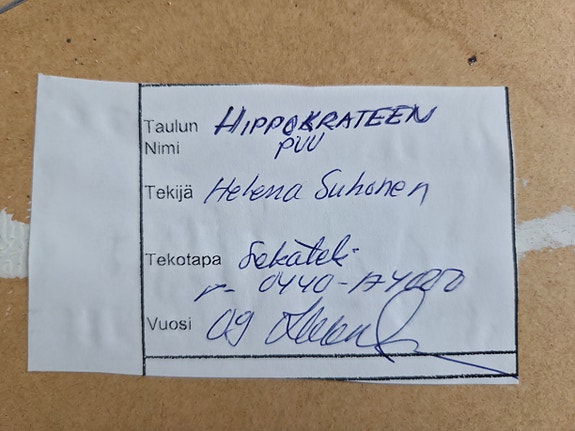 Taulun HIPPOKRATEEN
Nimi PUU
Tekijä Helena Suhonen
Tekotapa Sekatek.
Vuosi 09